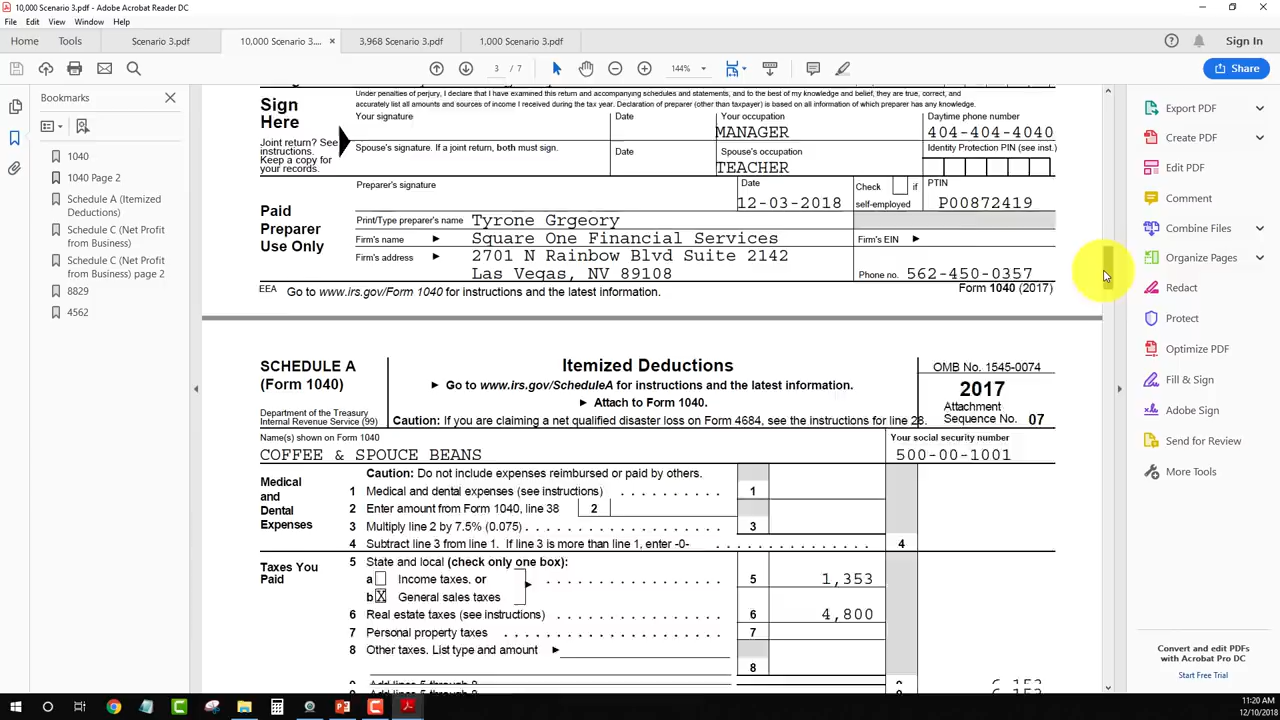 10,000 Scenario 3.pdf - Adobe Acrobat Reader DC
File Edit View Window Help
Home Tools Scenario 3.pdf 10,000 Scenario 3.... × 3,968 Scenario 3.pdf 1,000 Scenario 3.pdf Sign In
3 / 7 144% Share
Bookmarks
1040
1040 Page 2
Schedule A (Itemized
Deductions)
Schedule C (Net Profit
from Business)
Schedule C (Net Profit
from Business) page 2
8829
4562
Under penalties of perjury, I declare that I have examined this return and accompanying schedules and statements, and to the best of my knowledge and belief, they are true, correct, and
accurately list all amounts and sources of income I received during the tax year. Declaration of preparer (other than taxpayer) is based on all information of which preparer has any knowledge.
Sign
Here
Joint return? See
instructions.
Keep a copy for
your records.
Your signature Date Your occupation Daytime phone number
MANAGER 404-404-4040
Spouse's signature. If a joint return, both must sign. Date Spouse's occupation Identity Protection PIN (see inst.)
TEACHER
Paid
Preparer
Use Only
Preparer's signature Date Check if PTIN
12-03-2018 self-employed P00872419
Print/Type preparer's name Tyrone Grgeory
Firm's name ► Square One Financial Services Firm's EIN ►
Firm's address ► 2701 N Rainbow Blvd Suite 2142
Las Vegas, NV 89108 Phone no. 562-450-0357
EEA Go to www.irs.gov/Form 1040 for instructions and the latest information. Form 1040 (2017)
SCHEDULE A
(Form 1040)
Department of the Treasury
Internal Revenue Service (99)
Itemized Deductions
► Go to www.irs.gov/ScheduleA for instructions and the latest information.
► Attach to Form 1040.
Caution: If you are claiming a net qualified disaster loss on Form 4684, see the instructions for line 28.
OMB No. 1545-0074
2017
Attachment
Sequence No. 07
Name(s) shown on Form 1040 Your social security number
COFFEE & SPOUCE BEANS 500-00-1001
Medical
and
Dental
Expenses
Caution: Do not include expenses reimbursed or paid by others.
1 Medical and dental expenses (see instructions) . . . . . . . . . 1
2 Enter amount from Form 1040, line 38 2
3 Multiply line 2 by 7.5% (0.075) . . . . . . . . . . . . . . . . . 3
4 Subtract line 3 from line 1. If line 3 is more than line 1, enter -0- . . . . . . . . . . . . . . 4
Taxes You
Paid
5 State and local (check only one box):
a Income taxes, or . . . . . . . . . . . . . . . 5 1,353
b X General sales taxes
6 Real estate taxes (see instructions) . . . . . . . . . . . . . . 6 4,800
7 Personal property taxes . . . . . . . . . . . . . . . . . . 7
8 Other taxes. List type and amount ►
8
9 Add lines 5 through 8 9 6,153
Export PDF
Create PDF
Edit PDF
Comment
Combine Files
Organize Pages
Redact
Protect
Optimize PDF
Fill & Sign
Adobe Sign
Send for Review
More Tools
Convert and edit PDFs
with Acrobat Pro DC
Start Free Trial
11:20 AM
12/10/2018